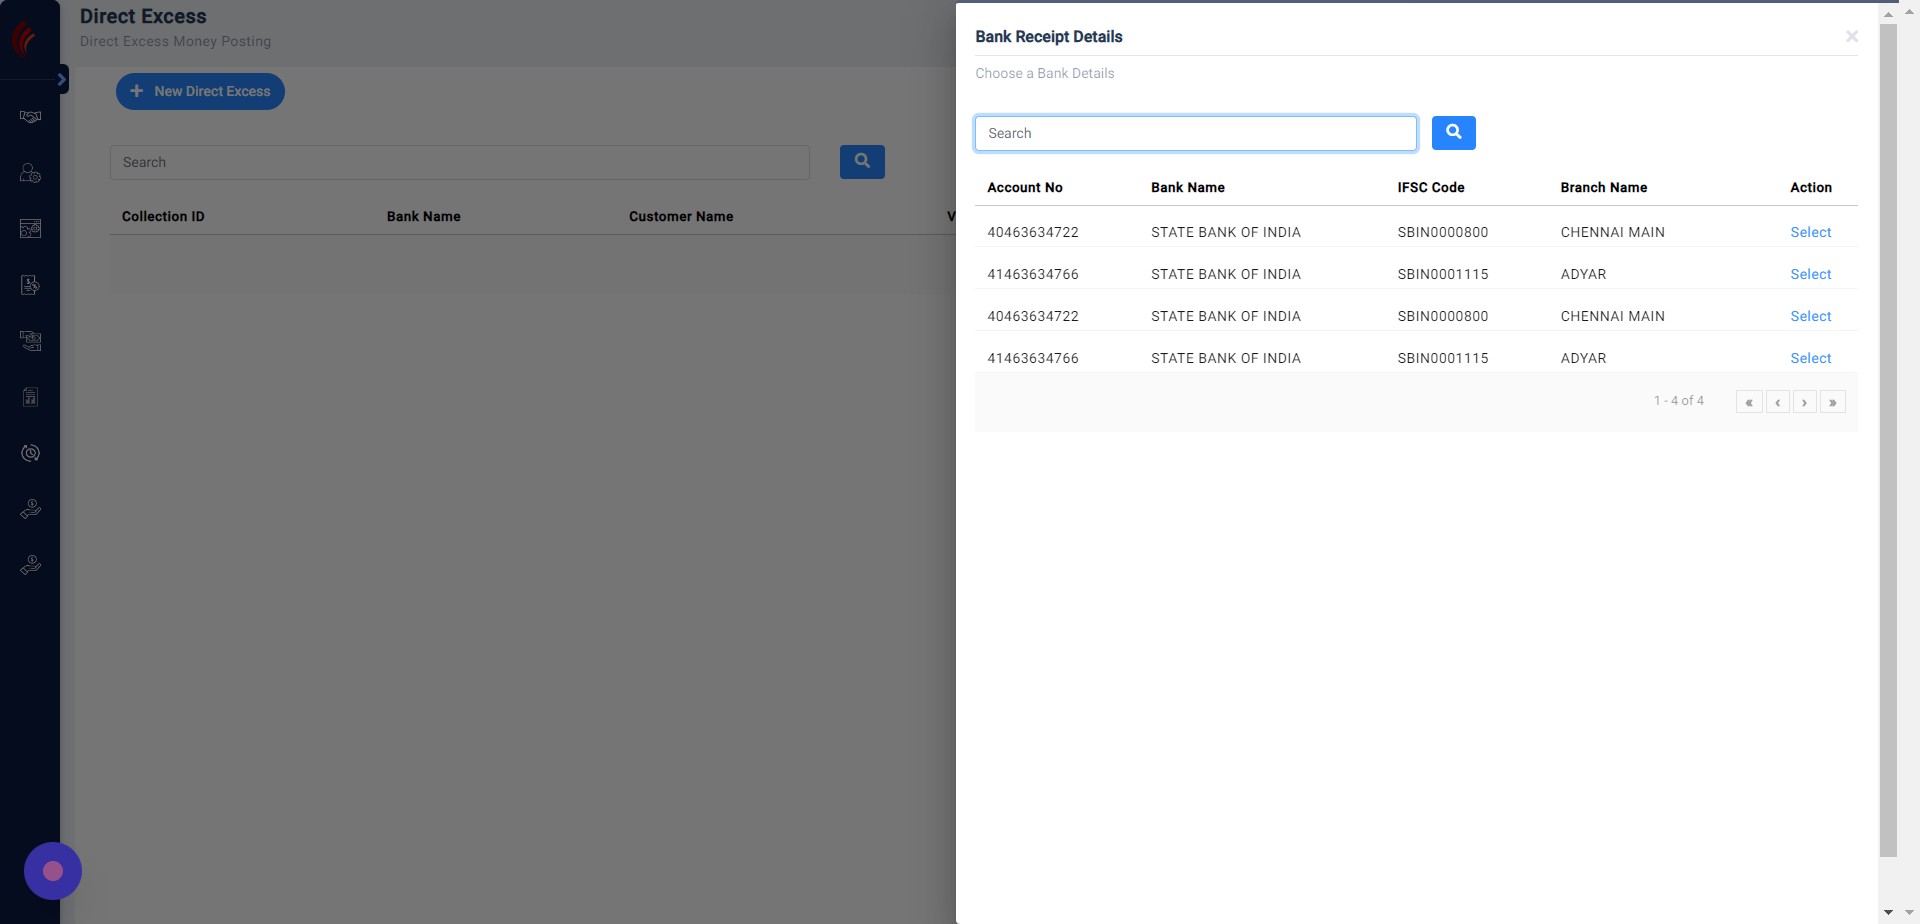 Direct Excess
Direct Excess Money Posting
New Direct Excess
Search
Collection ID Bank Name Customer Name V
Bank Receipt Details
Choose a Bank Details
Search
Account No Bank Name IFSC Code Branch Name Action
40463634722 STATE BANK OF INDIA SBIN0000800 CHENNAI MAIN Select
41463634766 STATE BANK OF INDIA SBIN0001115 ADYAR Select
40463634722 STATE BANK OF INDIA SBIN0000800 CHENNAI MAIN Select
41463634766 STATE BANK OF INDIA SBIN0001115 ADYAR Select
1 - 4 of 4 « ‹ › »